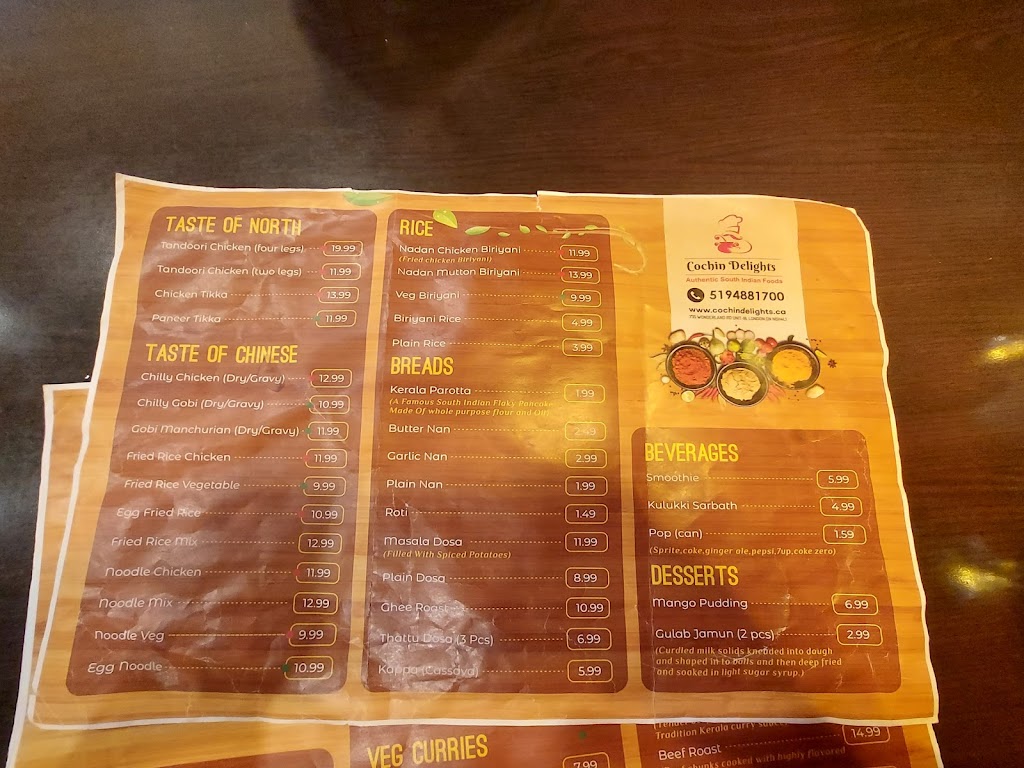 TASTE OF NORTH
Tandoori Chicken (four legs) 19.99
Tandoori Chicken (two legs) 11.99
Chicken Tikka 13.99
Paneer Tikka 11.99
TASTE OF CHINESE
Chilly Chicken (Dry/Gravy) 12.99
Chilly Gobi (Dry/Gravy) 10.99
Gobi Manchurian (Dry/Gravy) 11.99
Fried Rice Chicken 11.99
Fried Rice Vegetable 9.99
Egg Fried Rice 10.99
Fried Rice Mix 12.99
Noodle Chicken 11.99
Noodle Mix 12.99
Noodle Veg 9.99
Egg Noodle 10.99
RICE
Nadan Chicken Biriyani 11.99
(Fried chicken Biriyani)
Nadan Mutton Biriyani 13.99
Veg Biriyani 9.99
Biriyani Rice 4.99
Plain Rice 3.99
BREADS
Kerala Parotta 1.99
(A Famous South Indian Flaky Pancake
Made Of whole purpose flour and Oil)
Butter Nan 2.49
Garlic Nan 2.99
Plain Nan 1.99
Roti 1.49
Masala Dosa 11.99
(Filled With Spiced Potatoes)
Plain Dosa 8.99
Ghee Roast 10.99
Thattu Dosa (3 Pcs) 6.99
Kappa (Cassava) 5.99
Cochin Delights
Authentic South Indian Foods
5194881700
www.cochindelights.ca
BEVERAGES
Smoothie 5.99
Kulukki Sarbath 4.99
Pop (can) 1.59
(Sprite,coke,ginger ale,pepsi,7up,coke zero)
DESSERTS
Mango Pudding 6.99
Gulab Jamun (2 pcs) 2.99
(Curdled milk solids kneaded into dough
and shaped in to balls and then deep fried
and soaked in light sugar syrup.)
VEG CURRIES
7.99
Tradition Kerala curry sauce
14.99
Beef Roast
chunks cooked with highly flavored